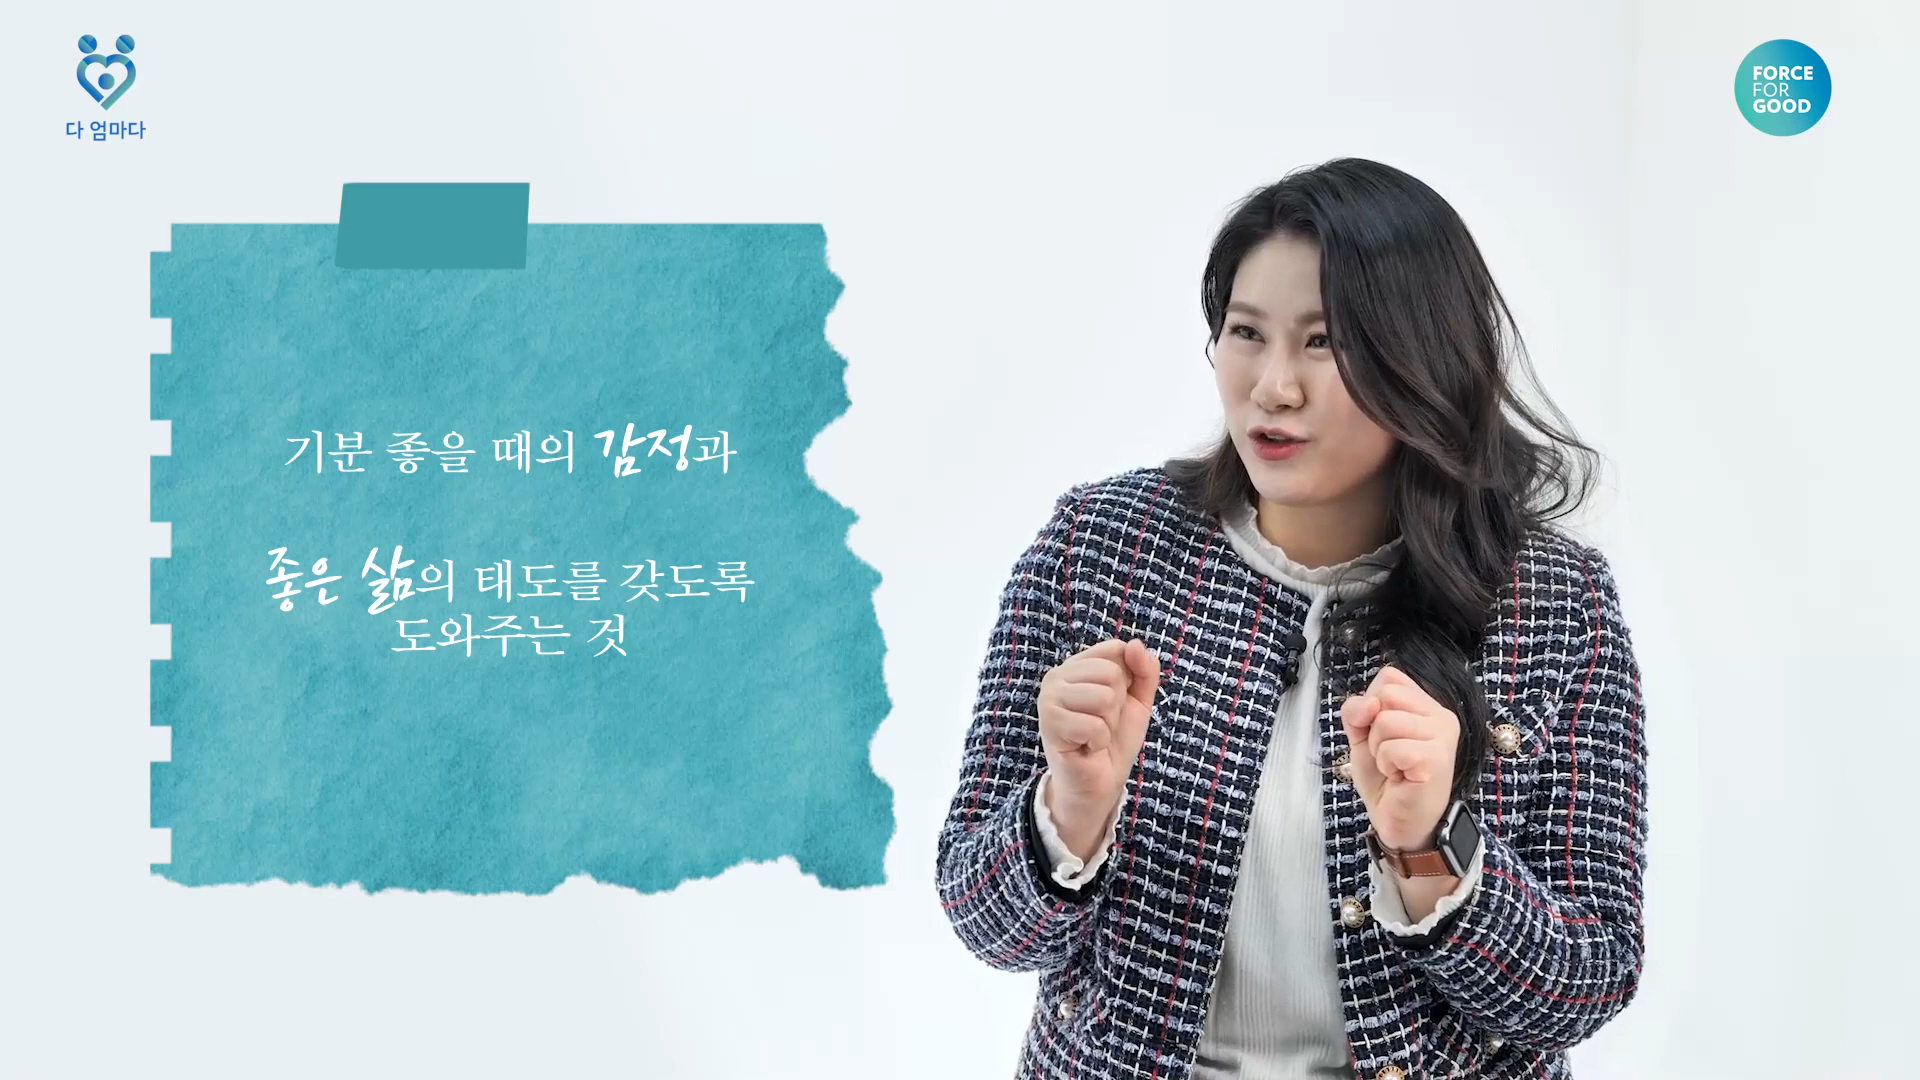 다 엄마다
FORCE
FOR
GOOD
기분 좋을 때의 감정과
좋은 삶의 태도를 갖도록
도와주는 것